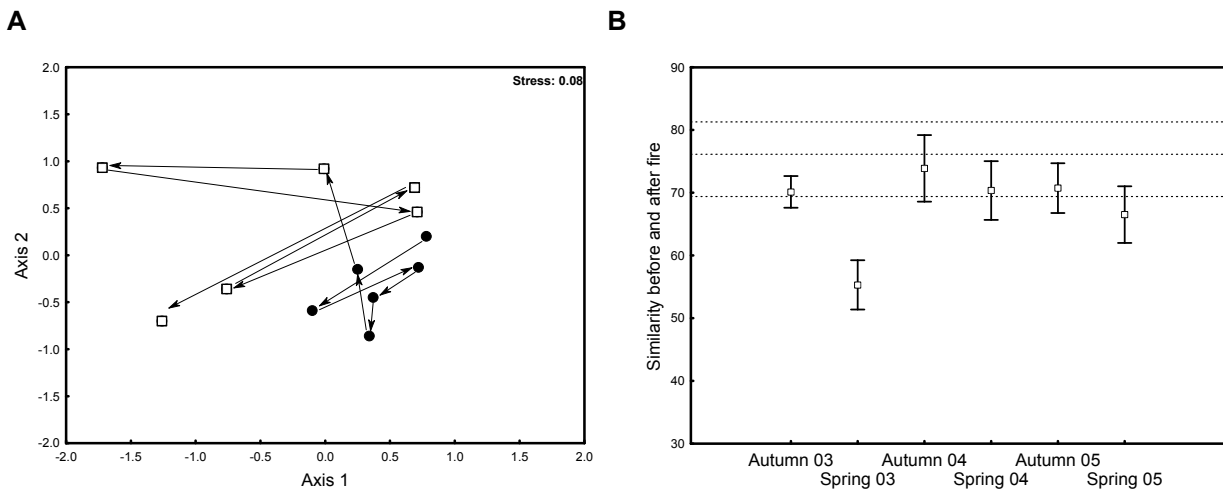 A
B
Stress: 0.08
2.0
1.5
1.0
0.5
0.0
-0.5
-1.0
-1.5
-2.0
Axis 2
-2.0 -1.5 -1.0 -0.5 0.0 0.5 1.0 1.5 2.0
Axis 1
90
80
70
60
50
40
30
Similarity before and after fire
Autumn 03 Autumn 04 Autumn 05
Spring 03 Spring 04 Spring 05